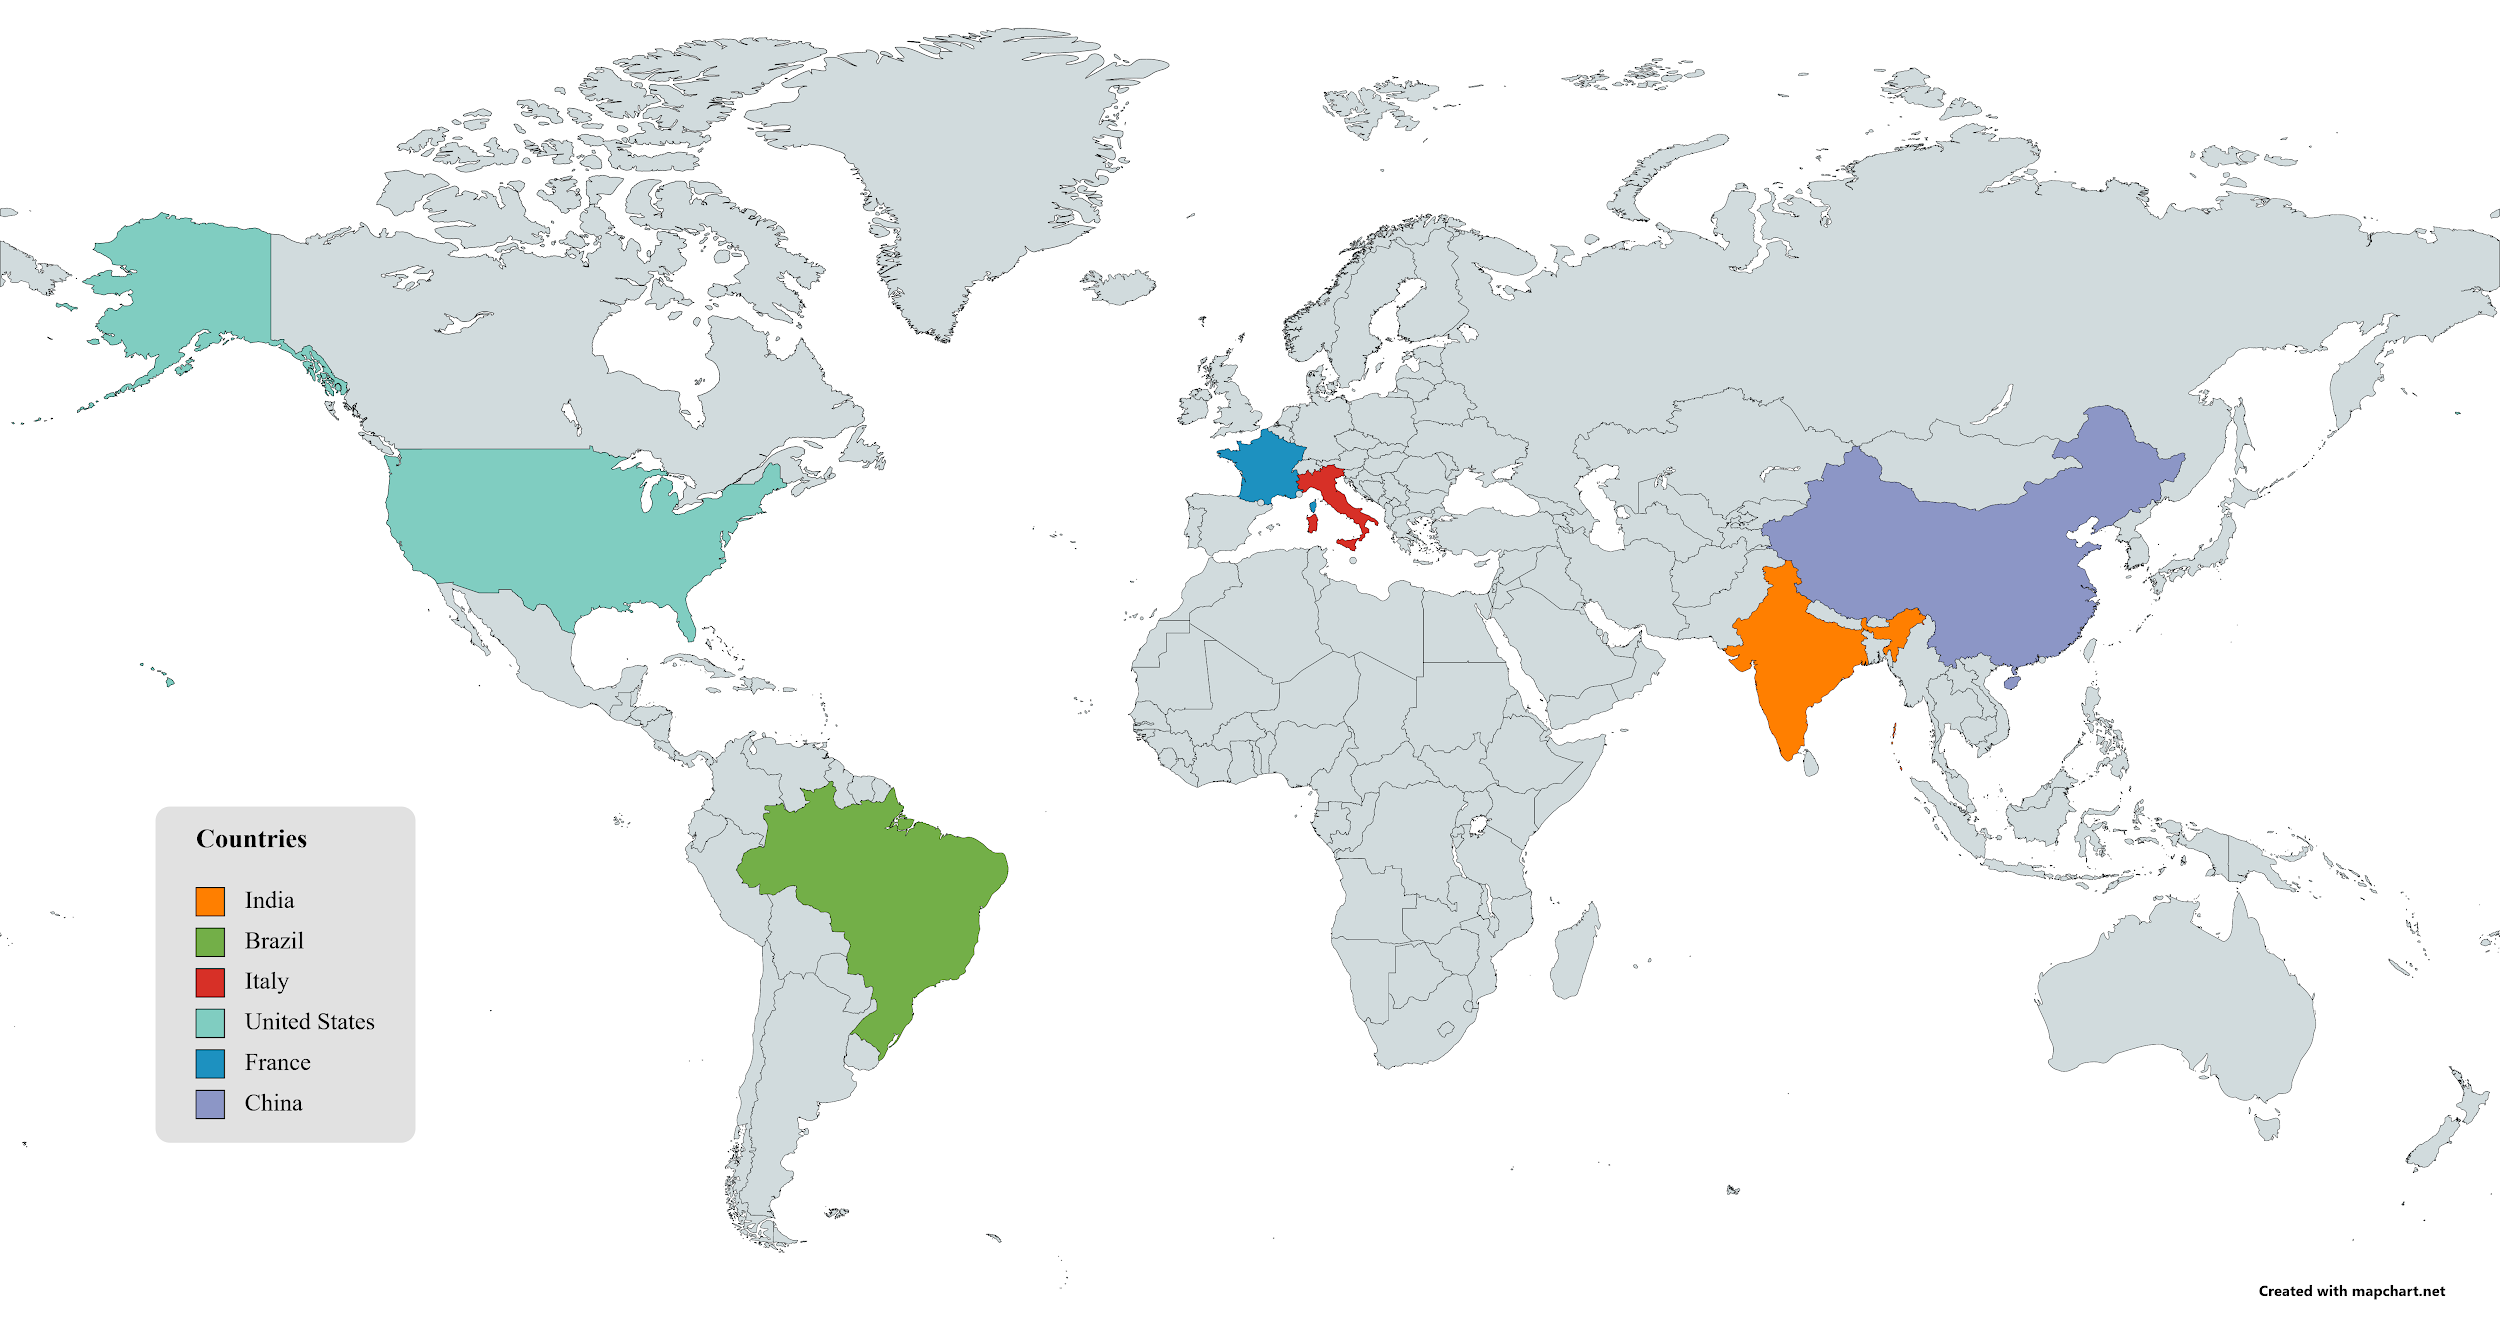 Countries
India
Brazil
Italy
United States
France
China
Created with mapchart.net